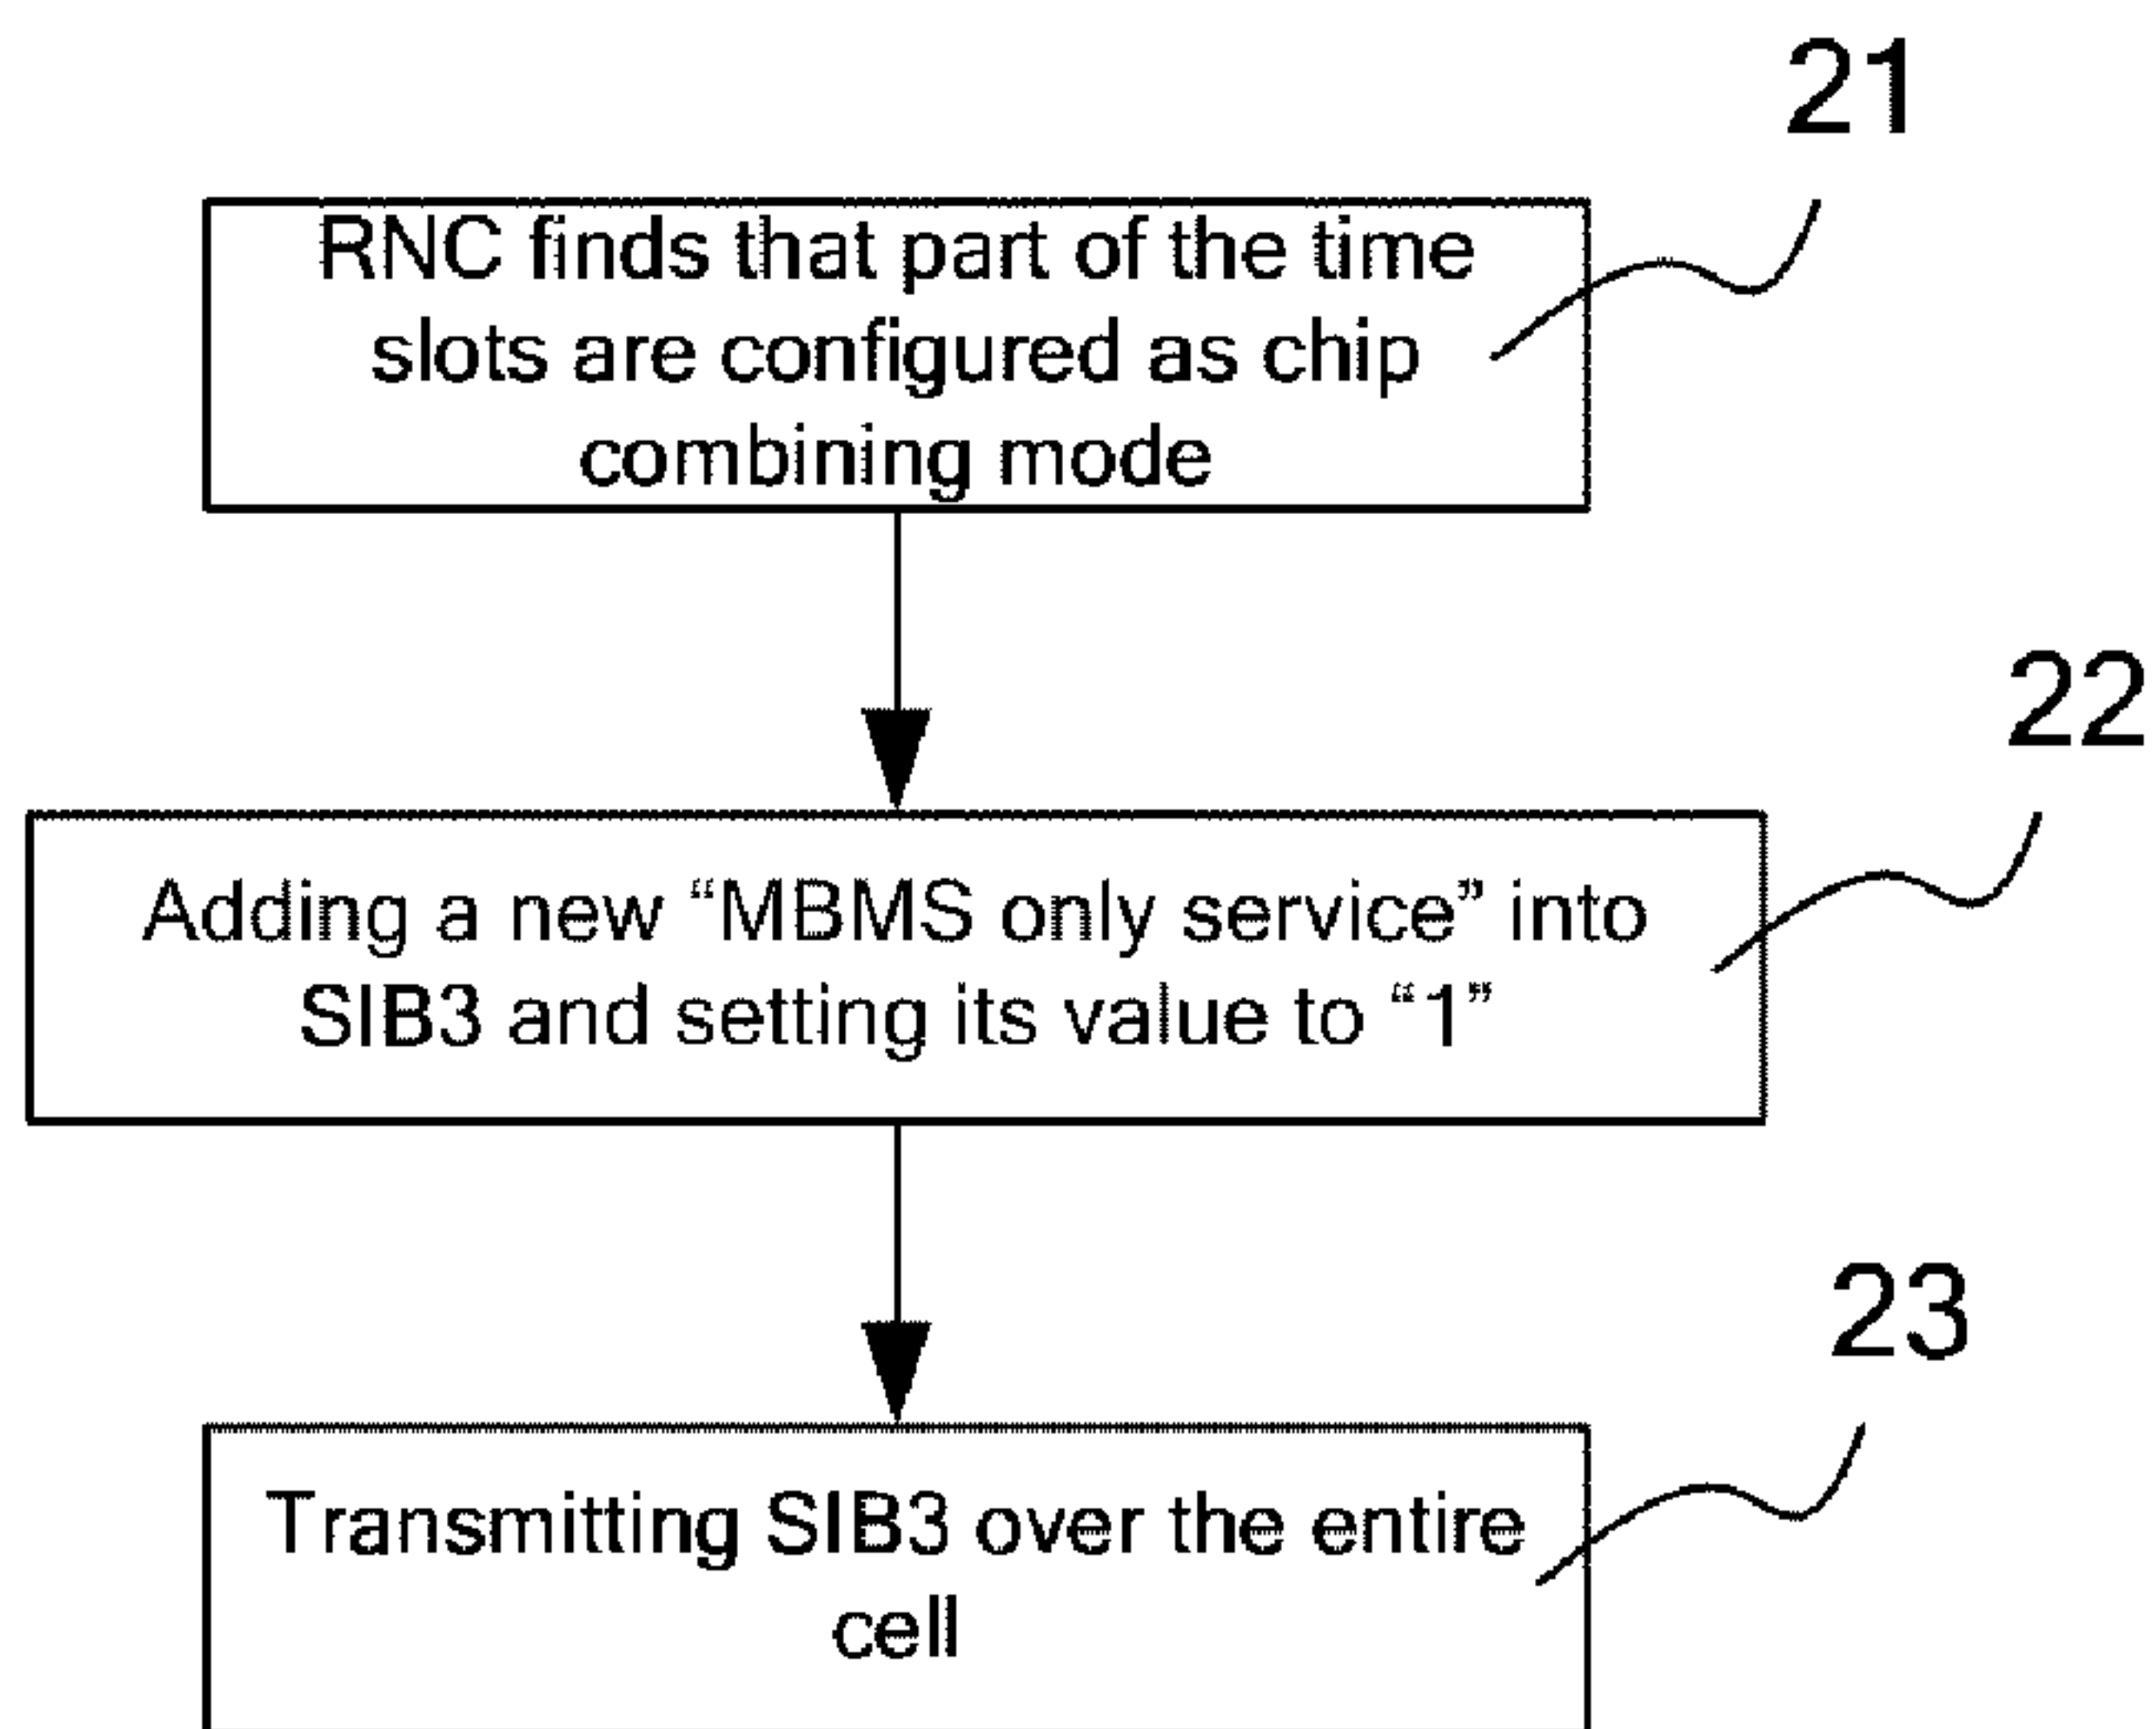 21
RNC finds that part of the time
slots are configured as chip
combining mode
22
Adding a new “MBMS only service” into
SIB3 and setting its value to “1”
23
Transmitting SIB3 over the entire
cell